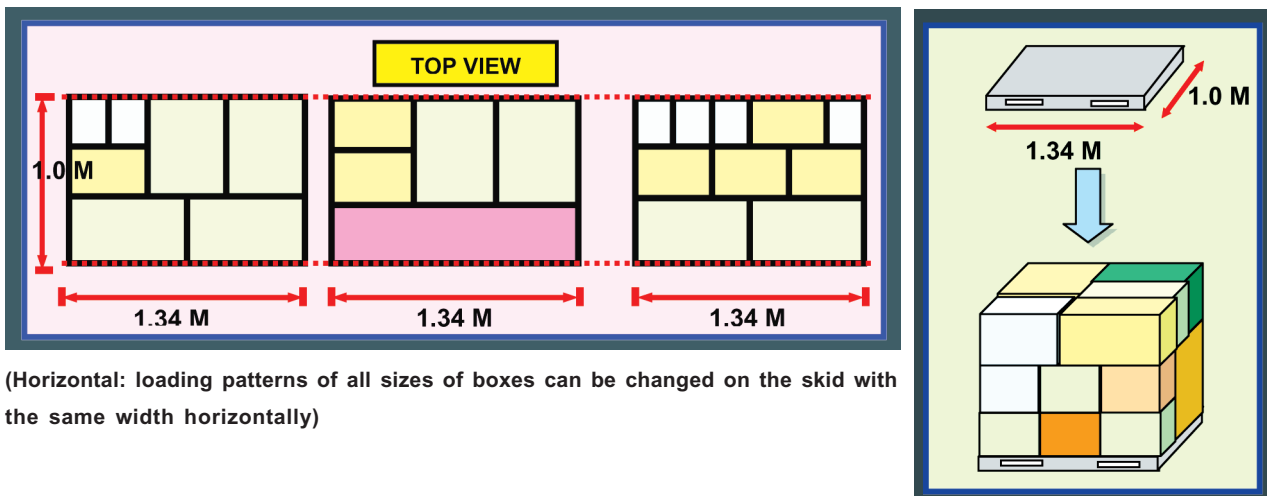 TOP VIEW
1.0 M
1.34 M
1.34 M
1.34 M
(Horizontal: loading patterns of all sizes of boxes can be changed on the skid with
the same width horizontally)
1.0 M
1.34 M